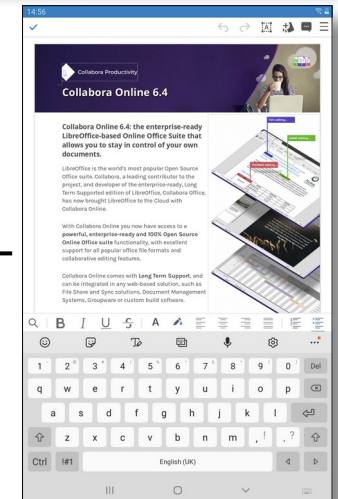 14:56
Collabora Productivity
Collabora Online 6.4
Collabora Online 6.4: the enterprise-ready
LibreOffice-based Online Office Suite that
allows you to stay in control of your own
documents.
LibreOffice is the world's most popular Open Source
Office suite. Collabora, a leading contributor to the
project, and developer of the enterprise-ready, Long
Term Supported edition of LibreOffice, Collabora Office,
has now brought LibreOffice to the Cloud with
Collabora Online.
With Collabora Online you now have access to a
powerful, enterprise-ready and 100% Open Source
Online Office suite functionality, with excellent
support for all popular office file formats and
collaborative editing features.
Collabora Online comes with Long Term Support, and
can be integrated in any web-based solution, such as
File Share and Sync solutions, Document Management
Systems, Groupware or custom build software.
B I U S A
1 2 3 4 5 6 7 8 9 0 Del
q w e r t y u i o p
a s d f g h j k l
z x c v b n m , ! . ?
Ctrl !#1 English (UK)